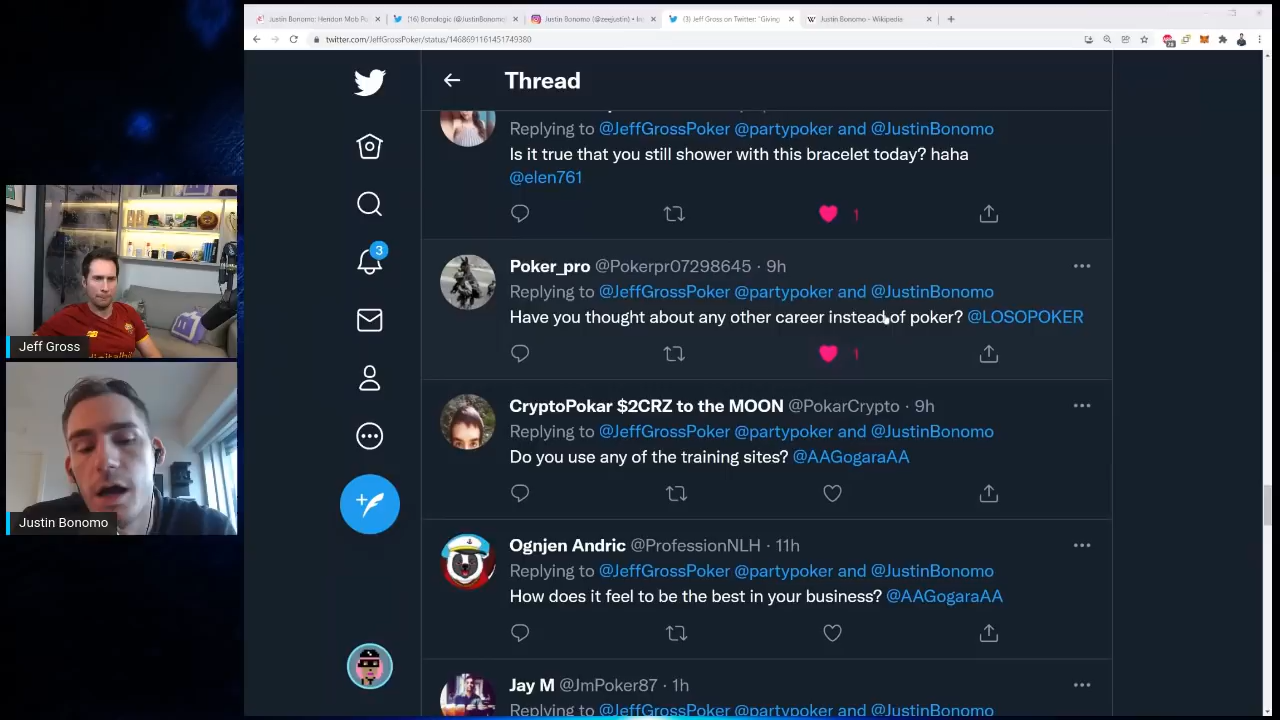 Justin Bonomo: Hendon Mob Po
(16) Bonologic (@JustinBonomo
Justin Bonomo (@zeejustin) • In
(3) Jeff Gross on Twitter: "Giving
Justin Bonomo - Wikipedia
twitter.com/JeffGrossPoker/status/1468691161451749380
Thread
Replying to @JeffGrossPoker @partypoker and @JustinBonomo
Is it true that you still shower with this bracelet today? haha
@elen761
1
3
Poker_pro @Pokerpr07298645 · 9h
Replying to @JeffGrossPoker @partypoker and @JustinBonomo
Have you thought about any other career instead of poker? @LOSOPOKER
1
CryptoPokar $2CRZ to the MOON @PokarCrypto · 9h
Replying to @JeffGrossPoker @partypoker and @JustinBonomo
Do you use any of the training sites? @AAGogaraAA
Ognjen Andric @ProfessionNLH · 11h
Replying to @JeffGrossPoker @partypoker and @JustinBonomo
How does it feel to be the best in your business? @AAGogaraAA
Jay M @JmPoker87 · 1h
Replying to @JeffGrossPoker @partypoker and @JustinBonomo
Jeff Gross
Justin Bonomo